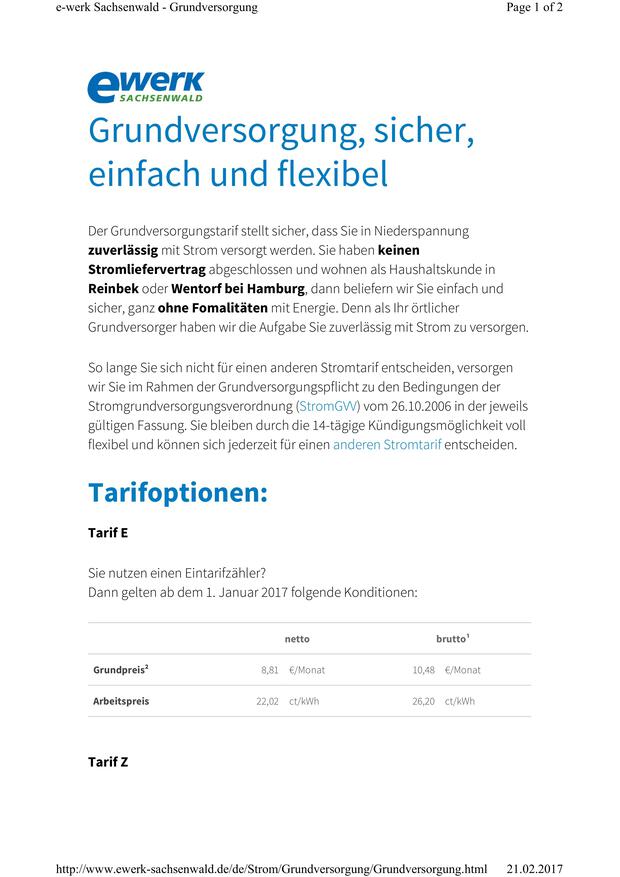 e-werk Sachsenwald - Grundversorgung Page 1 of 2
ewerk
SACHSENWALD
Grundversorgung, sicher,
einfach und flexibel
Der Grundversorgungstarif stellt sicher, dass Sie in Niederspannung
zuverlässig mit Strom versorgt werden. Sie haben keinen
Stromliefervertrag abgeschlossen und wohnen als Haushaltskunde in
Reinbek oder Wentorf bei Hamburg, dann beliefern wir Sie einfach und
sicher, ganz ohne Fomalitäten mit Energie. Denn als Ihr örtlicher
Grundversorger haben wir die Aufgabe Sie zuverlässig mit Strom zu versorgen.
So lange Sie sich nicht für einen anderen Stromtarif entscheiden, versorgen
wir Sie im Rahmen der Grundversorgungspflicht zu den Bedingungen der
Stromgrundversorgungsverordnung (StromGVV) vom 26.10.2006 in der jeweils
gültigen Fassung. Sie bleiben durch die 14-tägige Kündigungsmöglichkeit voll
flexibel und können sich jederzeit für einen anderen Stromtarif entscheiden.
Tarifoptionen:
Tarif E
Sie nutzen einen Eintarifzähler?
Dann gelten ab dem 1. Januar 2017 folgende Konditionen:
netto brutto¹
Grundpreis² 8,81 €/Monat 10,48 €/Monat
Arbeitspreis 22,02 ct/kWh 26,20 ct/kWh
Tarif Z
http://www.ewerk-sachsenwald.de/de/Strom/Grundversorgung/Grundversorgung.html 21.02.2017